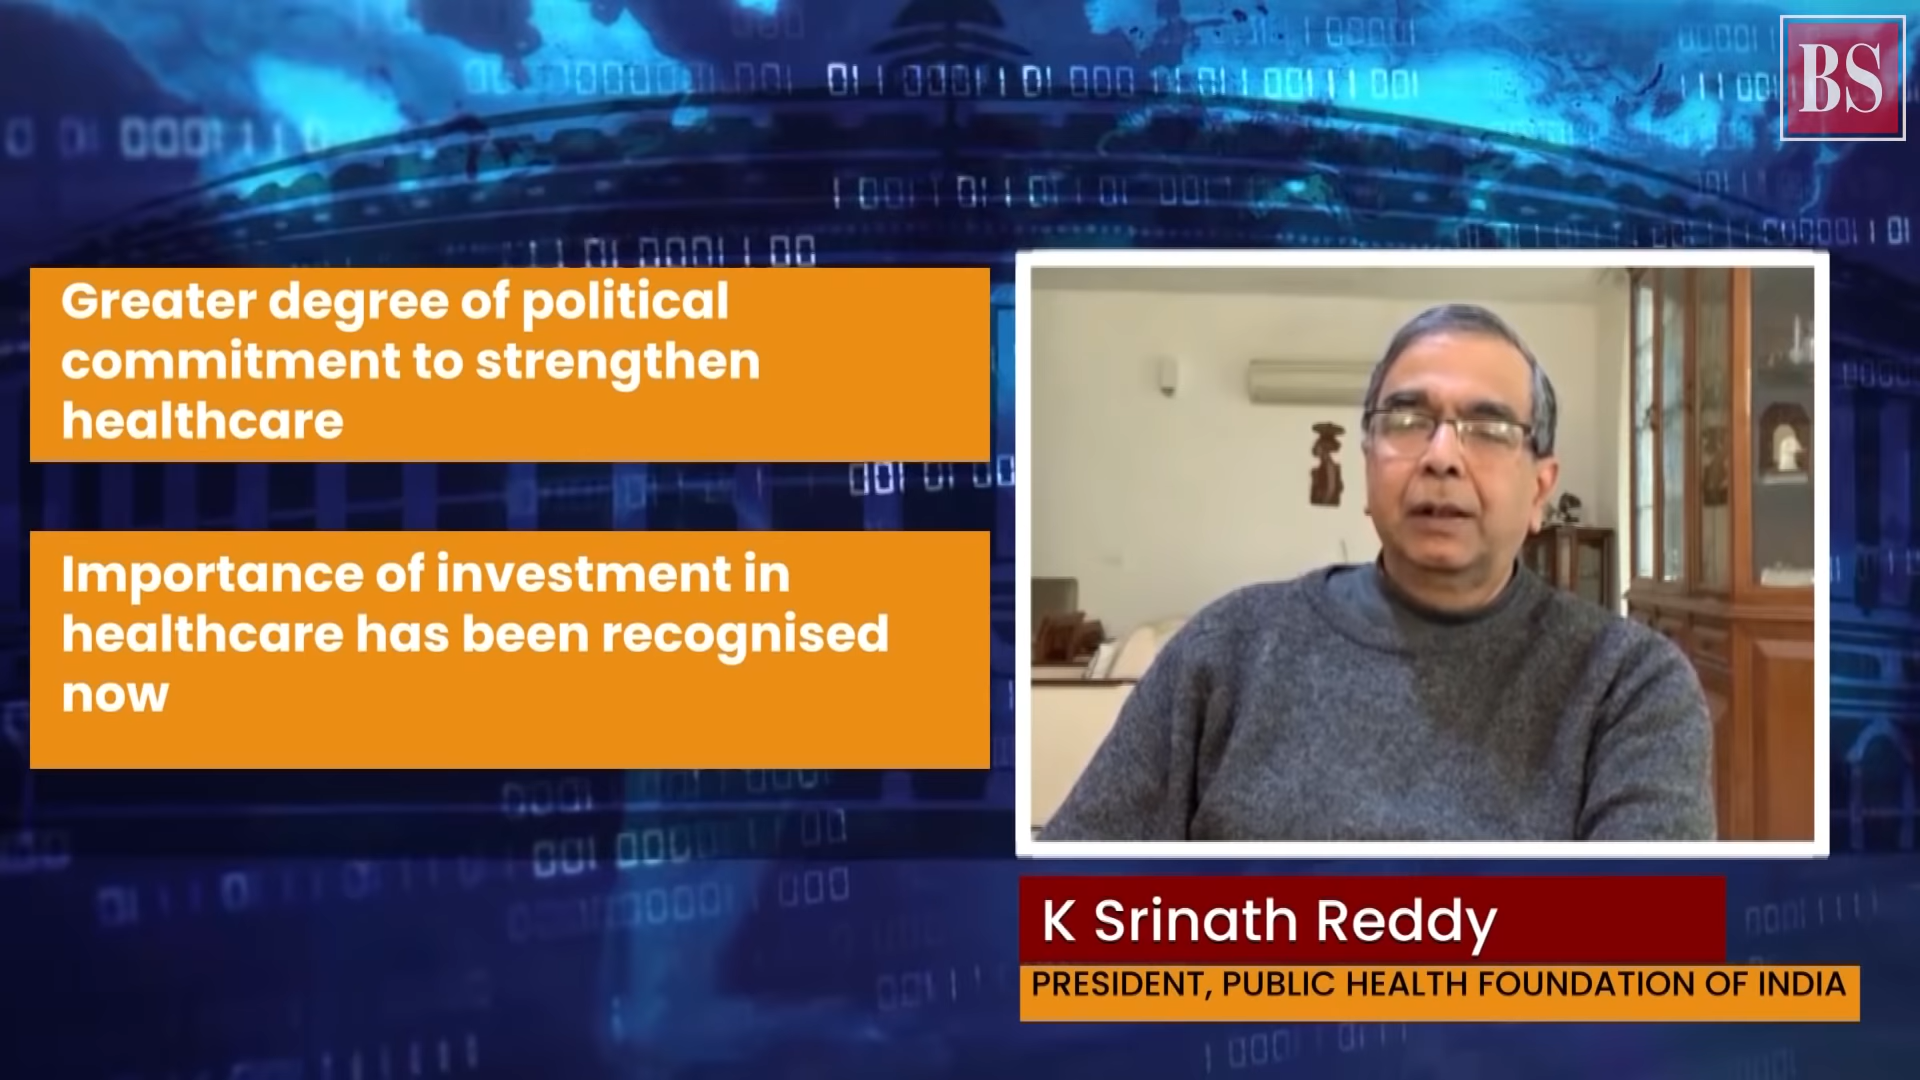 BS
Greater degree of political
commitment to strengthen
healthcare
Importance of investment in
healthcare has been recognised
now
K Srinath Reddy
PRESIDENT, PUBLIC HEALTH FOUNDATION OF INDIA